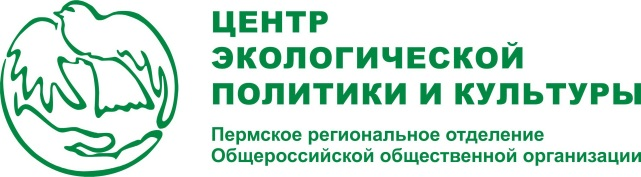 ЦЕНТР
ЭКОЛОГИЧЕСКОЙ
ПОЛИТИКИ И КУЛЬТУРЫ
Пермское региональное отделение
Общероссийской общественной организации